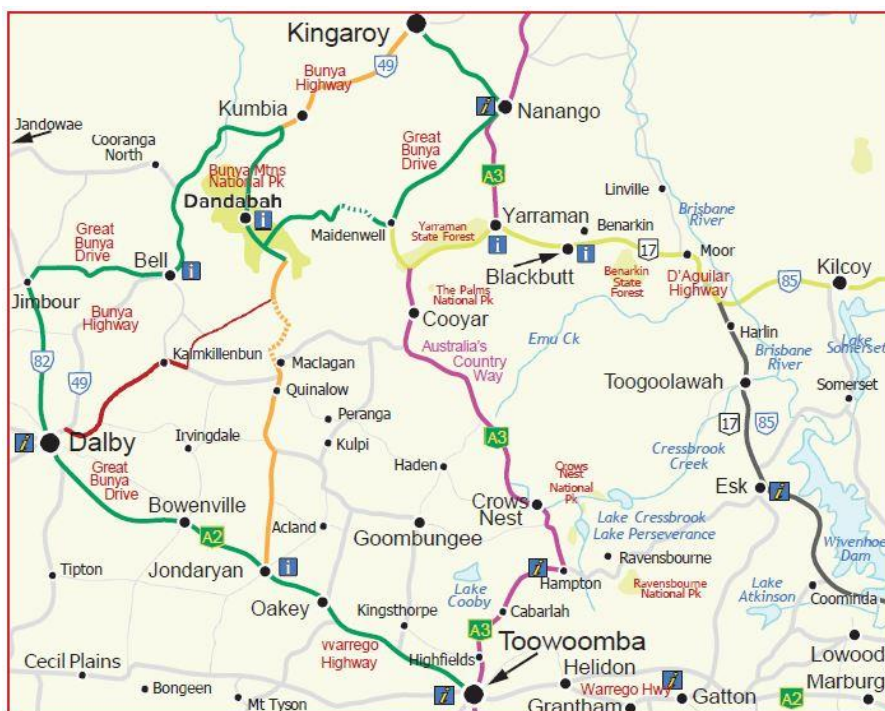 Kingaroy
49
Bunya
Highway
Kumbia
i
Nanango
Jandowae
Cooranga
North
Great
Bunya
Drive
A3
Bunya Mtns
National Pk
Dandabah
i
Linville
Brisbane
River
Yarraman
Benarkin
Maidenwell
Yarraman
State Forest
i
i
17
Moor
Great
Bunya
Drive
Bell
i
Blackbutt
Benarkin
State
Forest
D'Aguilar
Highway
85
Kilcoy
Jimbour
Bunya
Highway
The Palms
National Pk
Cooyar
Emu Ck
Harlin
Lake
Somerset
Australia's
Country
Way
Brisbane
River
82
49
Kalmkillenbun
Maclagan
Quinalow
Toogoolawah
Somerset
Peranga
17
85
i
Dalby
Irvingdale
Kulpi
A3
Cressbrook
Creek
Great
Bunya
Drive
Haden
Crows
Nest
National
Pk
Esk
i
Bowenville
A2
Acland
Goombungee
Crows
Nest
Lake Cressbrook
Lake Perseverance
Wivenhoe
Dam
Tipton
Jondaryan
i
i
Hampton
Ravensbourne
Ravensbourne
National Pk
Lake
Atkinson
Coominda
Lake
Cooby
Oakey
Kingsthorpe
Cabarlah
A3
Warrego
Highway
Highfields
Toowoomba
Lowood
Cecil Plains
Helidon
i
Marburg
Bongeen
Mt Tyson
i
Warrego Hwy
Grantham
Gatton
A2